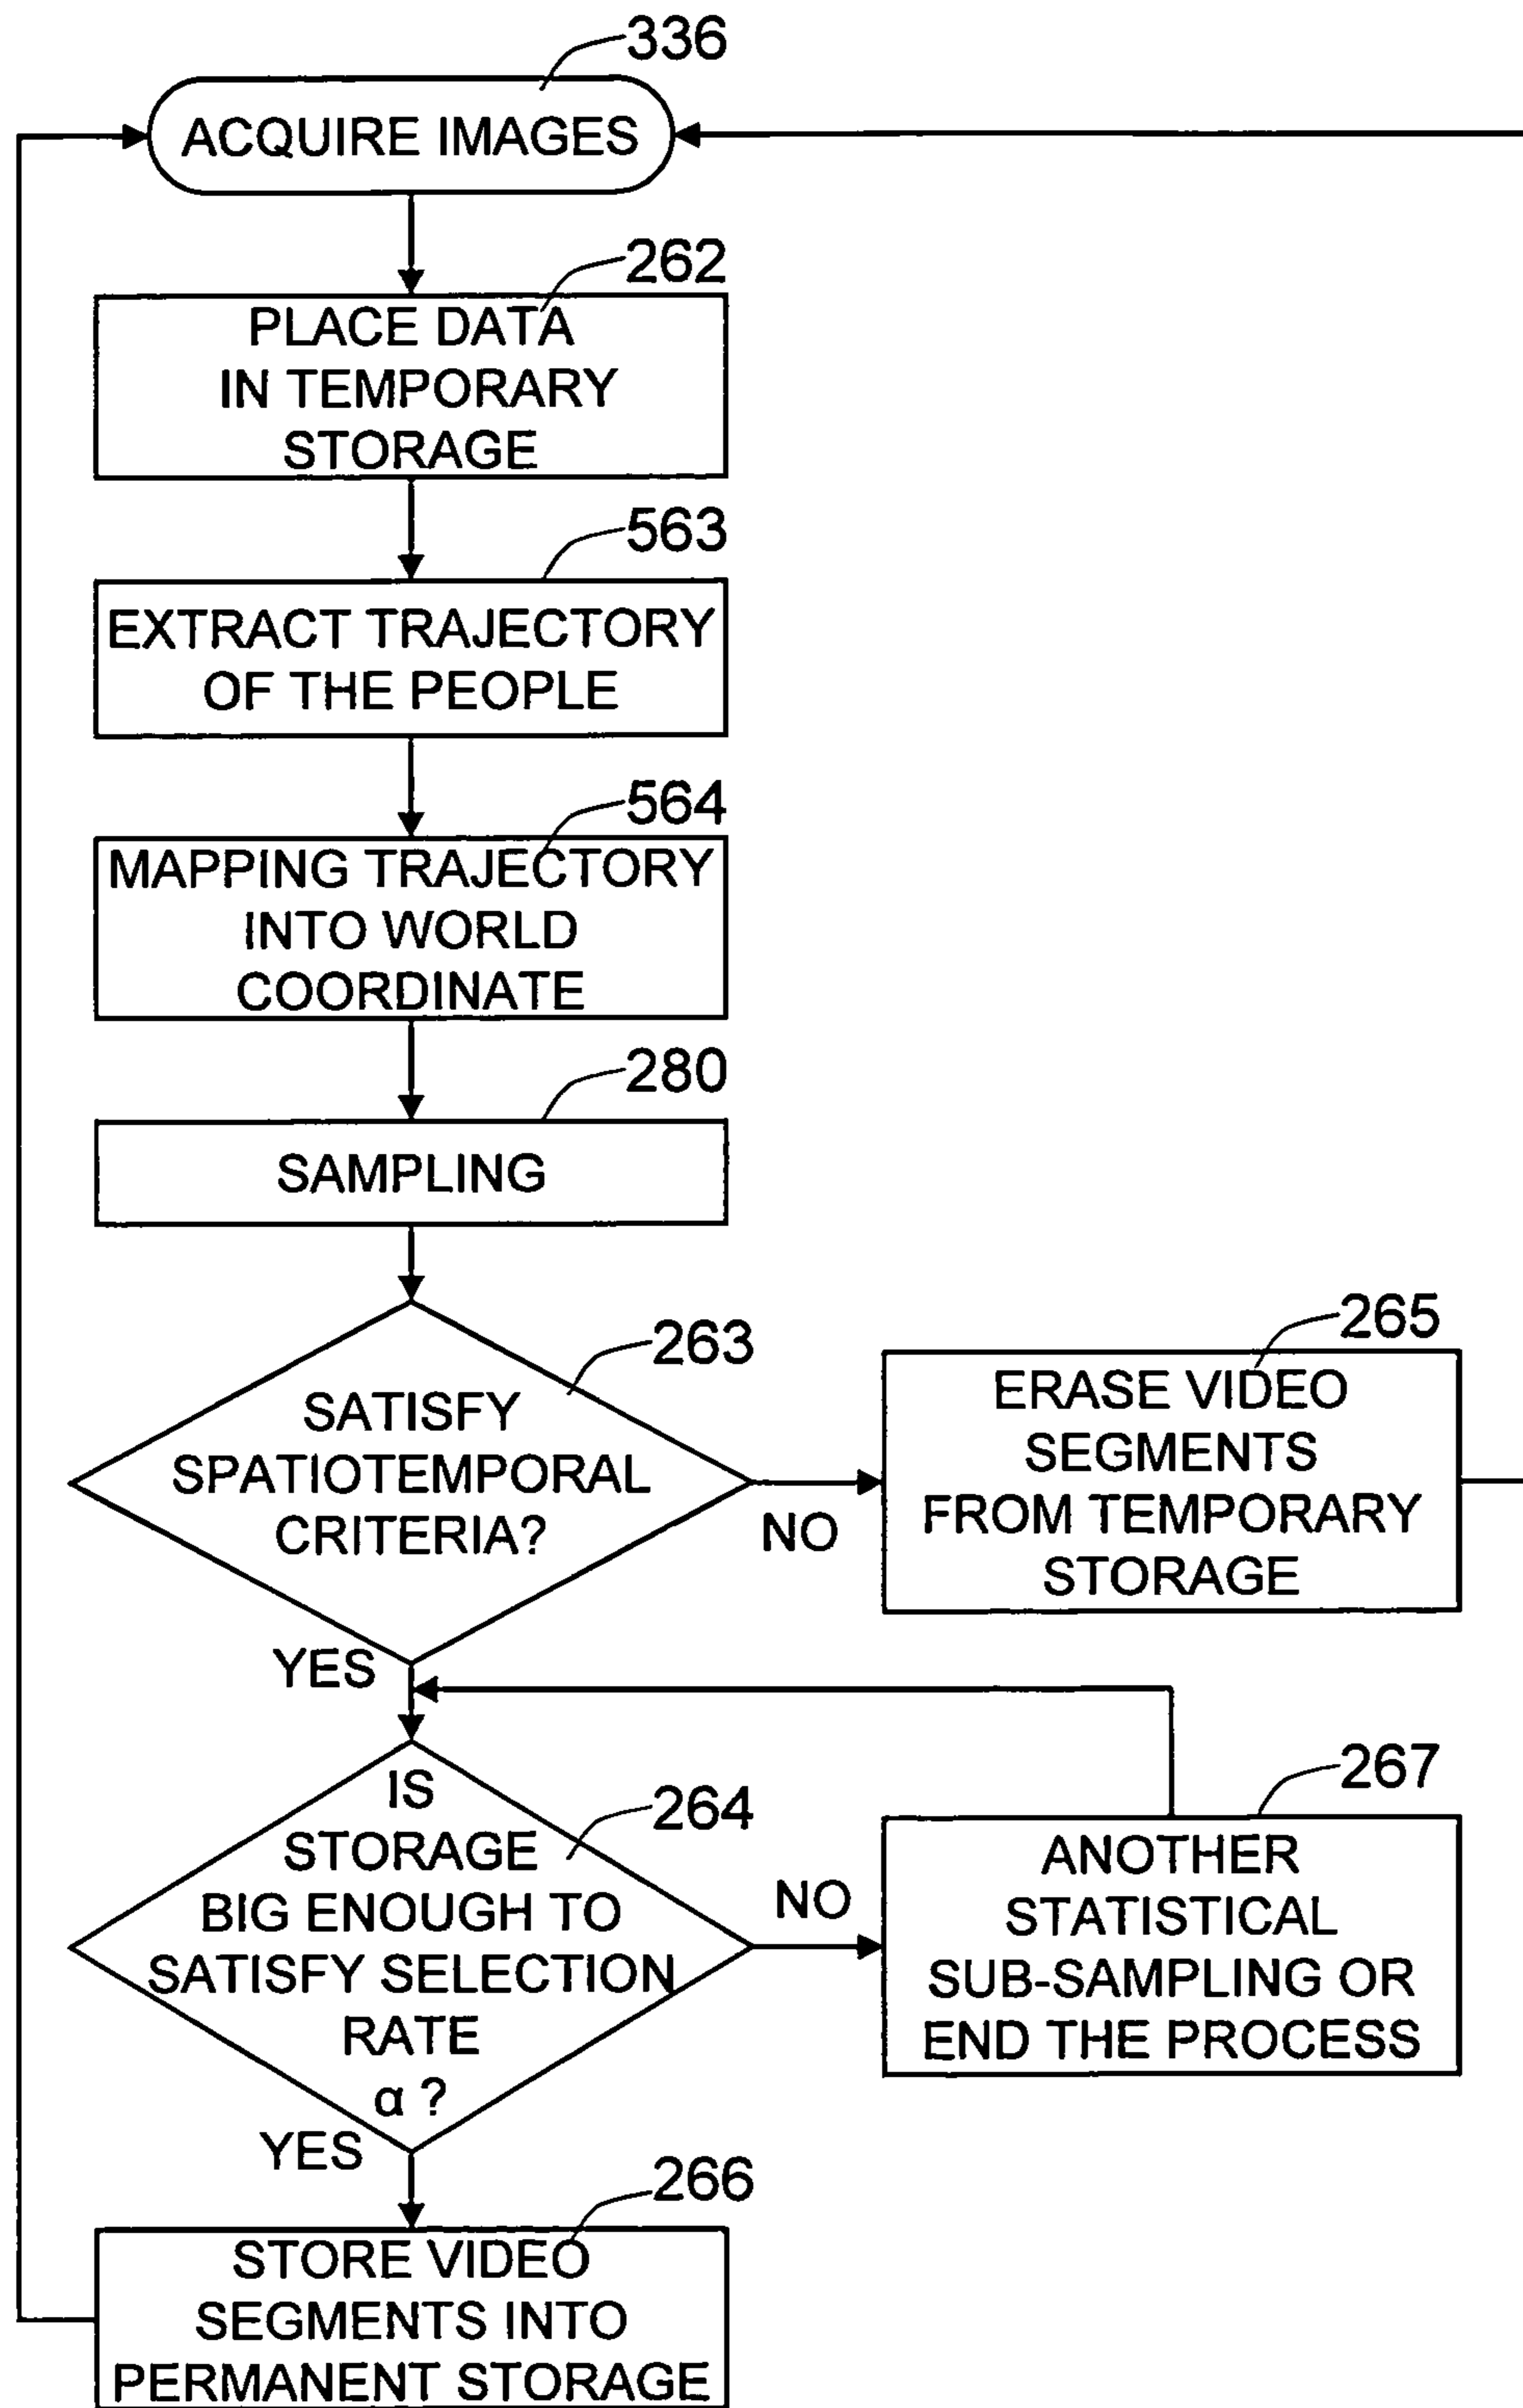 336
ACQUIRE IMAGES
262
PLACE DATA
IN TEMPORARY
STORAGE
563
EXTRACT TRAJECTORY
OF THE PEOPLE
564
MAPPING TRAJECTORY
INTO WORLD
COORDINATE
280
SAMPLING
263
SATISFY
SPATIOTEMPORAL
CRITERIA?
NO
265
ERASE VIDEO
SEGMENTS
FROM TEMPORARY
STORAGE
YES
264
IS
STORAGE
BIG ENOUGH TO
SATISFY SELECTION
RATE
α ?
NO
267
ANOTHER
STATISTICAL
SUB-SAMPLING OR
END THE PROCESS
YES
266
STORE VIDEO
SEGMENTS INTO
PERMANENT STORAGE